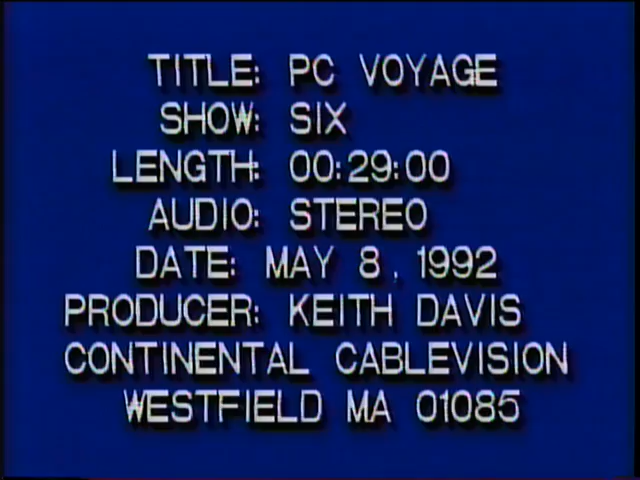 TITLE: PC VOYAGE
SHOW: SIX
LENGTH: 00:29:00
AUDIO: STEREO
DATE: MAY 8, 1992
PRODUCER: KEITH DAVIS
CONTINENTAL CABLEVISION
WESTFIELD MA 01085